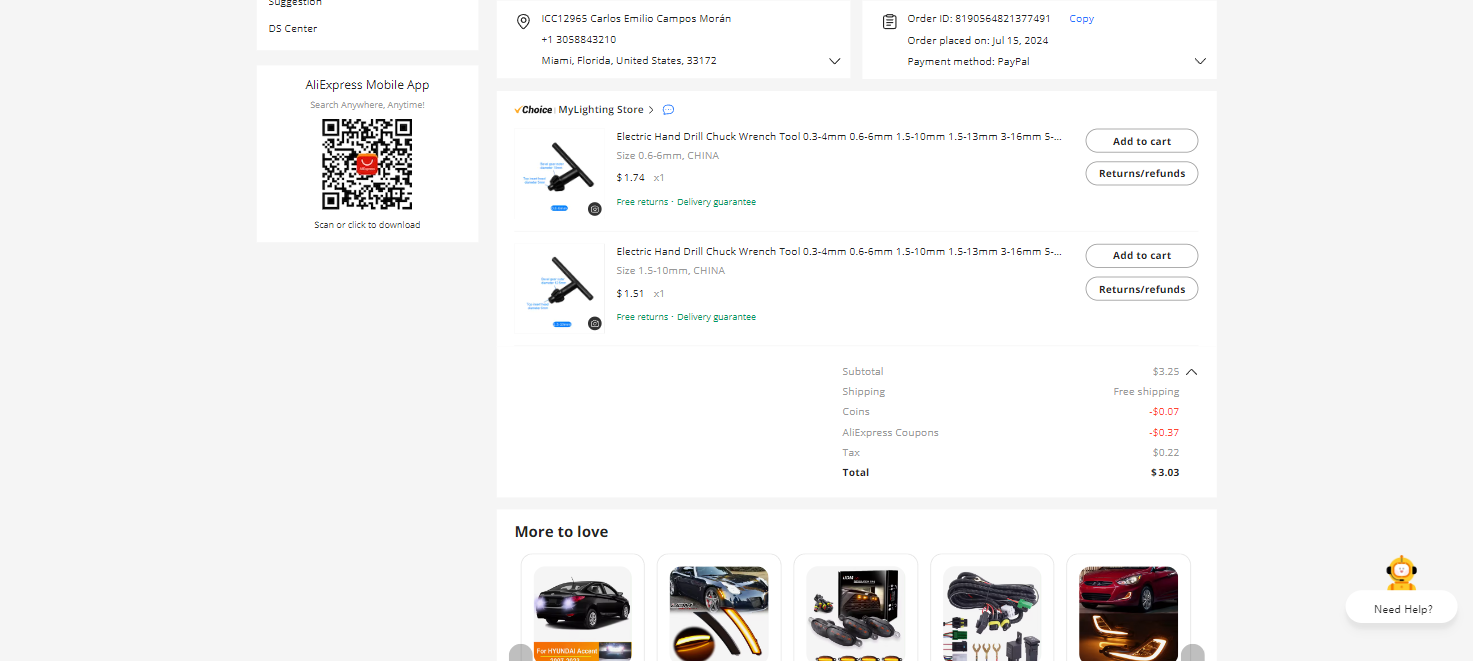 Suggestion
DS Center
AliExpress Mobile App
Search Anywhere, Anytime!
Scan or click to download
ICC12965 Carlos Emilio Campos Morán
+1 3058843210
Miami, Florida, United States, 33172
Order ID: 8190564821377491 Copy
Order placed on: Jul 15, 2024
Payment method: PayPal
Choice MyLighting Store
Electric Hand Drill Chuck Wrench Tool 0.3-4mm 0.6-6mm 1.5-10mm 1.5-13mm 3-16mm 5-...
Size 0.6-6mm, CHINA
$1.74 x1
Free returns · Delivery guarantee
Add to cart
Returns/refunds
Electric Hand Drill Chuck Wrench Tool 0.3-4mm 0.6-6mm 1.5-10mm 1.5-13mm 3-16mm 5-...
Size 1.5-10mm, CHINA
$1.51 x1
Free returns · Delivery guarantee
Add to cart
Returns/refunds
Subtotal $3.25
Shipping Free shipping
Coins -$0.07
AliExpress Coupons -$0.37
Tax $0.22
Total $3.03
More to love
For HYUNDAI Accent
Need Help?